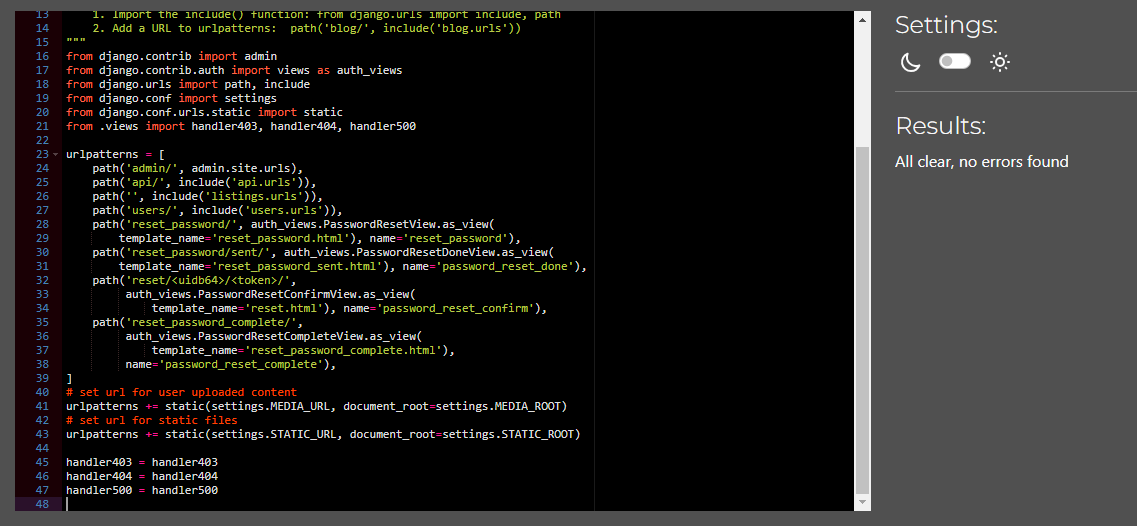 13     1. Import the include() function: from django.urls import include, path
14     2. Add a URL to urlpatterns:  path('blog/', include('blog.urls'))
15 """
16 from django.contrib import admin
17 from django.contrib.auth import views as auth_views
18 from django.urls import path, include
19 from django.conf import settings
20 from django.conf.urls.static import static
21 from .views import handler403, handler404, handler500
22
23 urlpatterns = [
24     path('admin/', admin.site.urls),
25     path('api/', include('api.urls')),
26     path('', include('listings.urls')),
27     path('users/', include('users.urls')),
28     path('reset_password/', auth_views.PasswordResetView.as_view(
29         template_name='reset_password.html'), name='reset_password'),
30     path('reset_password/sent/', auth_views.PasswordResetDoneView.as_view(
31         template_name='reset_password_sent.html'), name='password_reset_done'),
32     path('reset/<uidb64>/<token>/',
33          auth_views.PasswordResetConfirmView.as_view(
34              template_name='reset.html'), name='password_reset_confirm'),
35     path('reset_password_complete/',
36          auth_views.PasswordResetCompleteView.as_view(
37              template_name='reset_password_complete.html'),
38          name='password_reset_complete'),
39 ]
40 # set url for user uploaded content
41 urlpatterns += static(settings.MEDIA_URL, document_root=settings.MEDIA_ROOT)
42 # set url for static files
43 urlpatterns += static(settings.STATIC_URL, document_root=settings.STATIC_ROOT)
44
45 handler403 = handler403
46 handler404 = handler404
47 handler500 = handler500
48
Settings:
Results:
All clear, no errors found